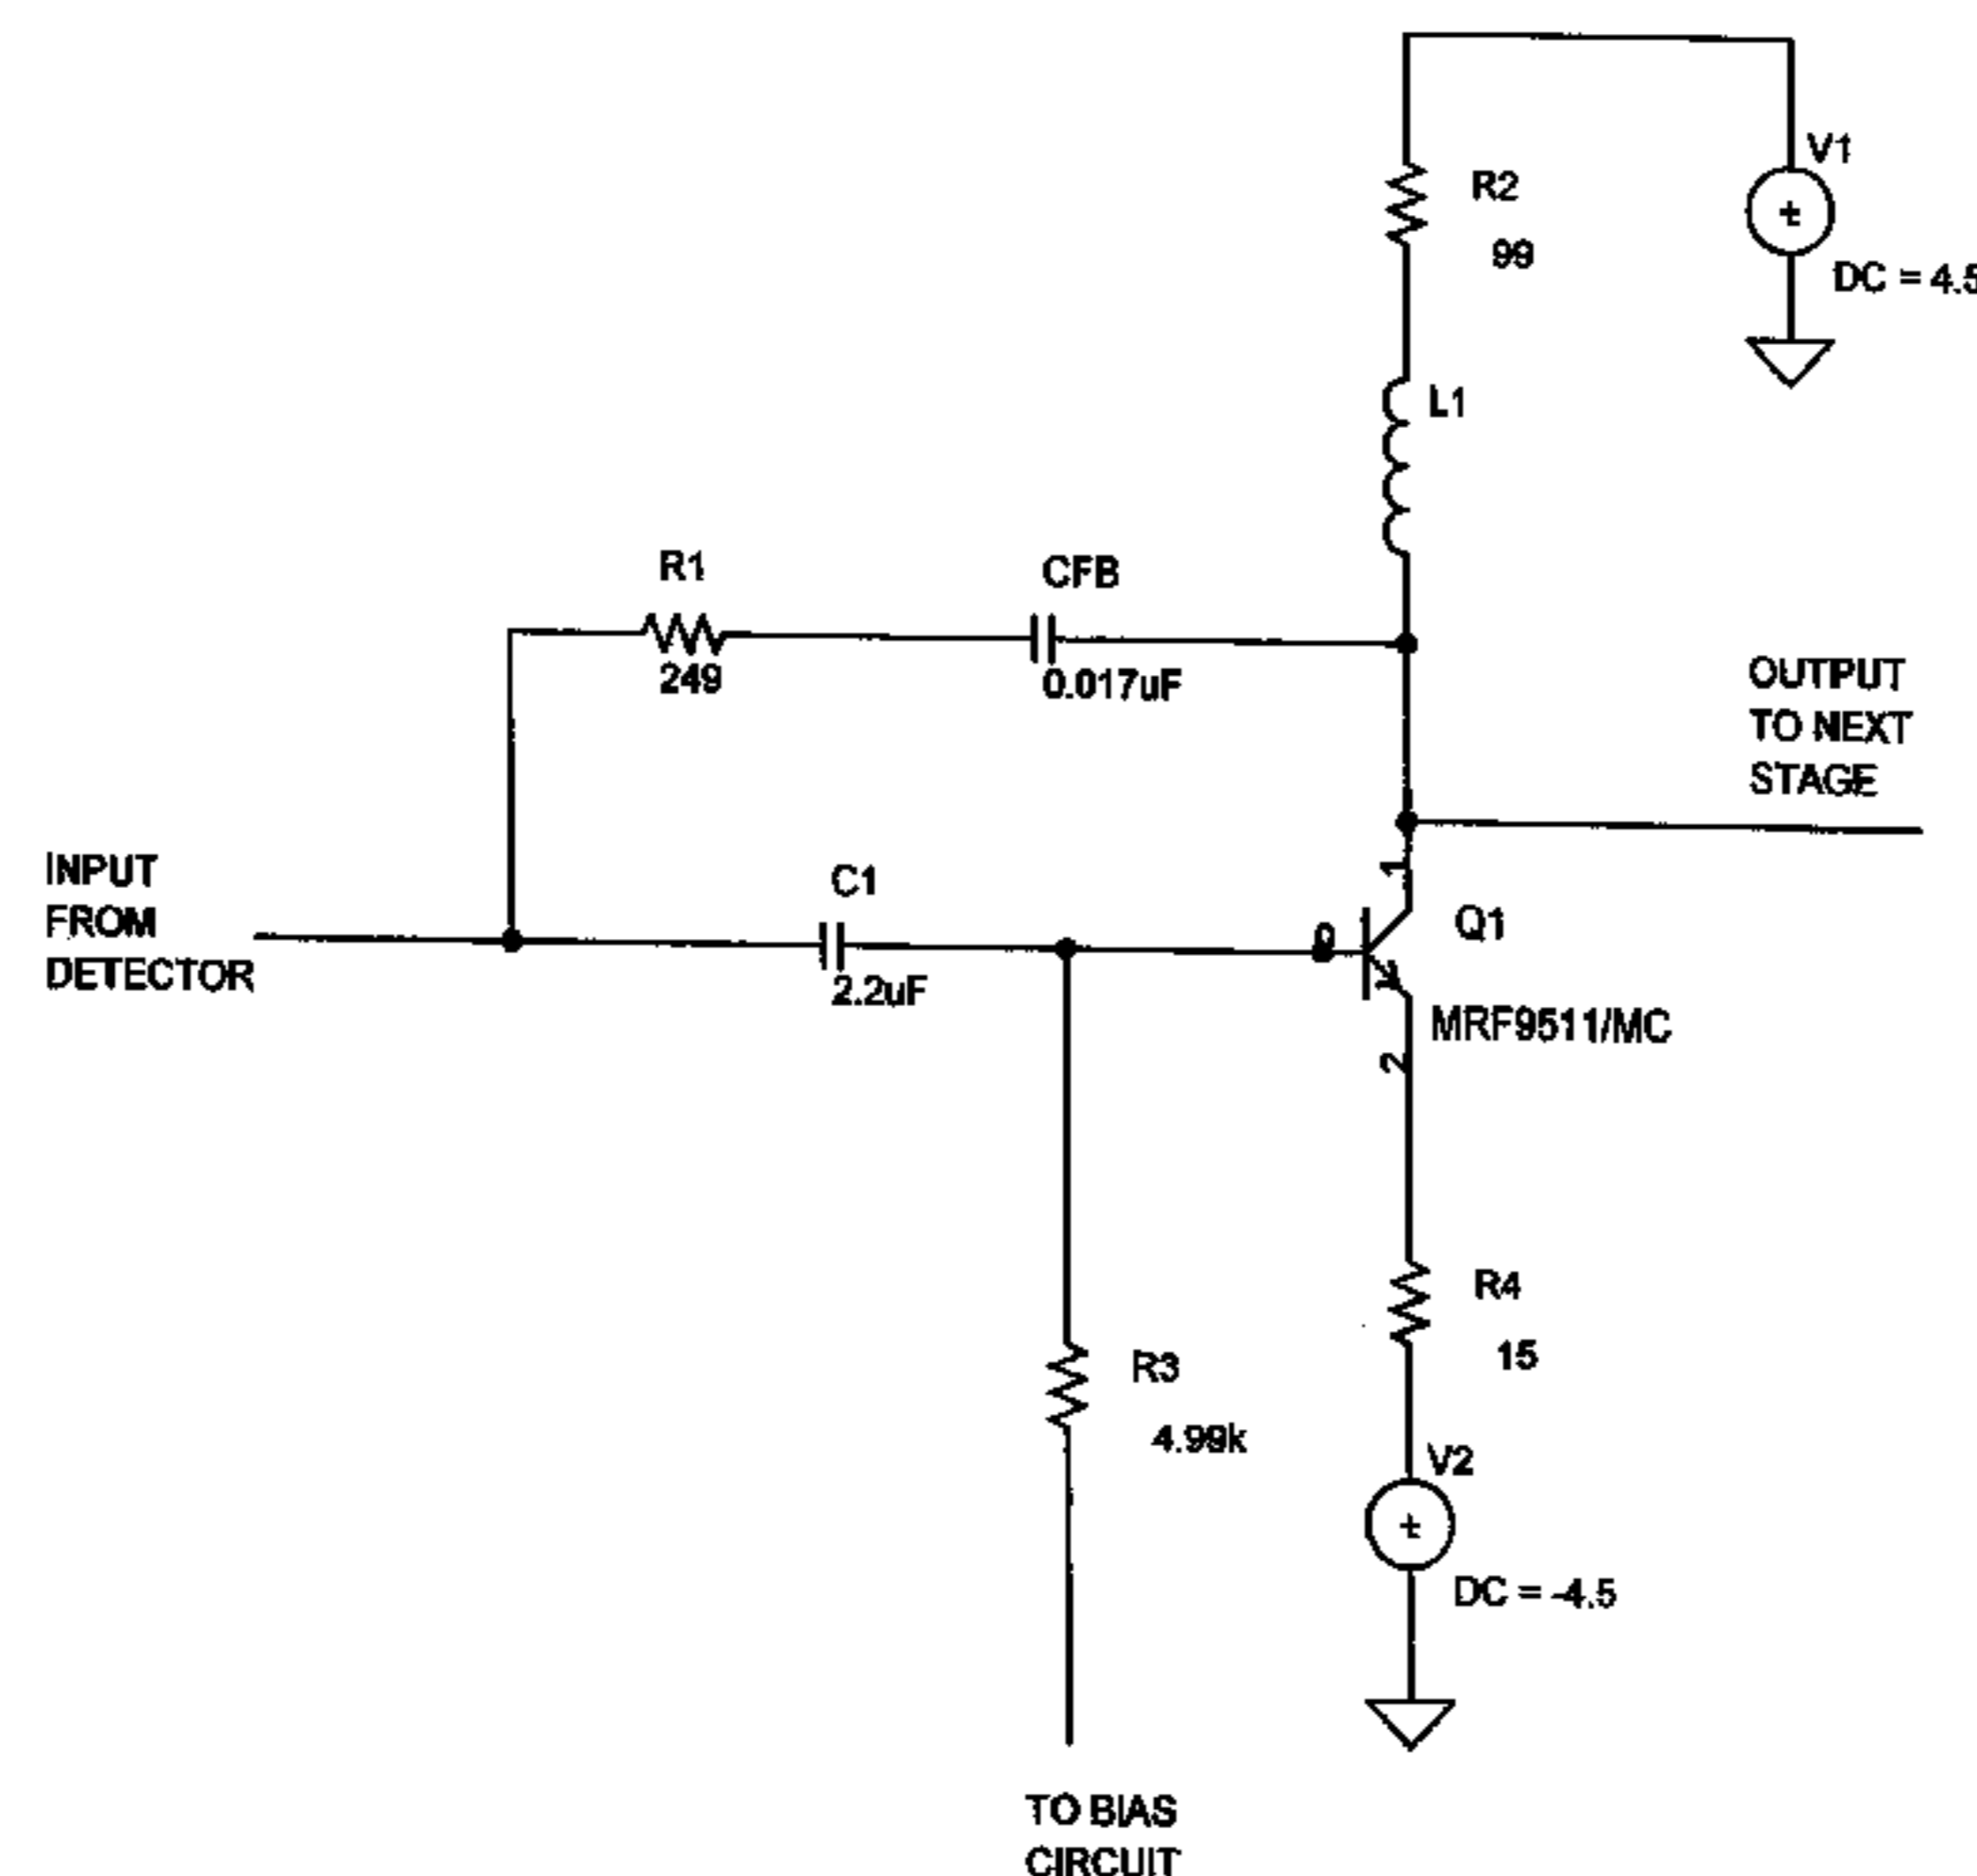 V1
R2
99
DC = 4.5
L1
R1
CFB
249
0.017uF
OUTPUT
TO NEXT
STAGE
INPUT
FROM
DETECTOR
C1
2.2uF
1
Q1
MRF9511/MC
2
R3
4.99k
R4
15
V2
DC = -4.5
TO BIAS
CIRCUIT